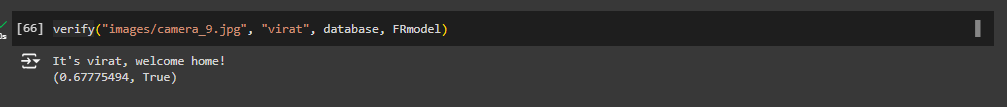 [66] verify("images/camera_9.jpg", "virat", database, FRmodel)
0s
It's virat, welcome home!
(0.67775494, True)